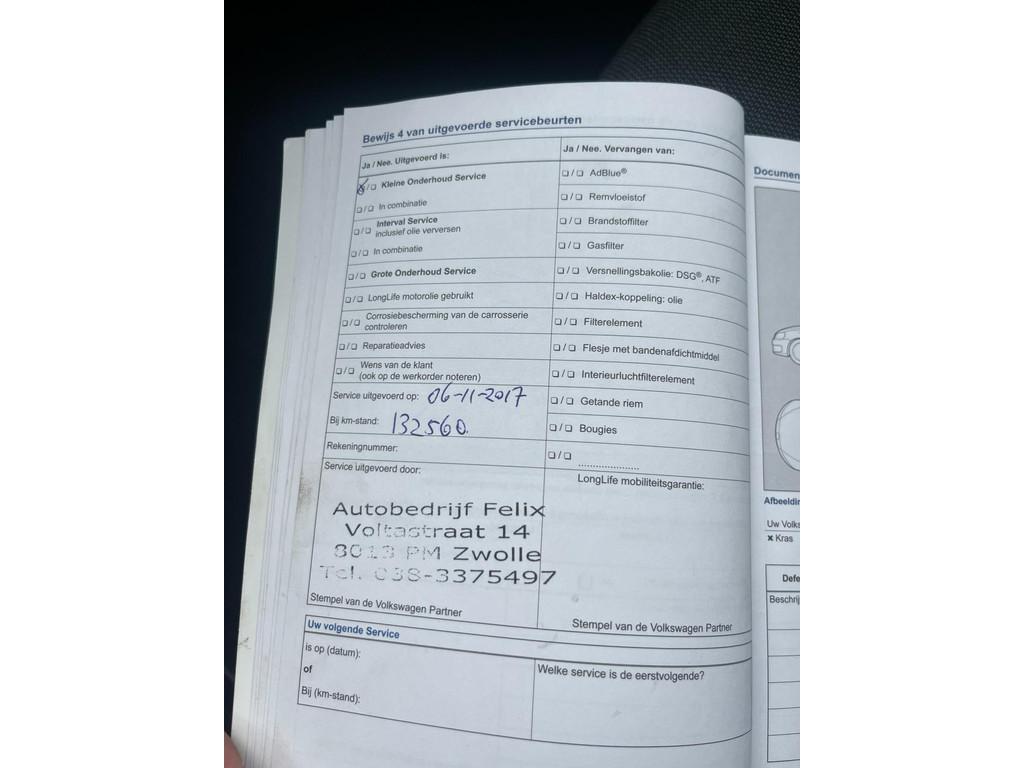 Bewijs 4 van uitgevoerde servicebeurten
Ja / Nee. Uitgevoerd is:
☒/❑ Kleine Onderhoud Service
❑/❑ In combinatie
❑/❑ Interval Service
inclusief olie verversen
❑/❑ In combinatie
❑/❑ Grote Onderhoud Service
❑/❑ LongLife motorolie gebruikt
❑/❑ Corrosiebescherming van de carrosserie
controleren
❑/❑ Reparatieadvies
❑/❑ Wens van de klant
(ook op de werkorder noteren)
Service uitgevoerd op: 06-11-2017
Bij km-stand: 132560.
Rekeningnummer:
Service uitgevoerd door:
Autobedrijf Felix
Voltastraat 14
8013 PM Zwolle
Tel. 038-3375497
Stempel van de Volkswagen Partner
Ja / Nee. Vervangen van:
❑/❑ AdBlue®
❑/❑ Remvloeistof
❑/❑ Brandstoffilter
❑/❑ Gasfilter
❑/❑ Versnellingsbakolie: DSG®, ATF
❑/❑ Haldex-koppeling: olie
❑/❑ Filterelement
❑/❑ Flesje met bandenafdichtmiddel
❑/❑ Interieurluchtfilterelement
❑/❑ Getande riem
❑/❑ Bougies
❑/❑ ....................
LongLife mobiliteitsgarantie:
Stempel van de Volkswagen Partner
Uw volgende Service
is op (datum):
of
Bij (km-stand):
Welke service is de eerstvolgende?
Documen
Afbeeldin
Uw Volks
× Kras
Defe
Beschrij